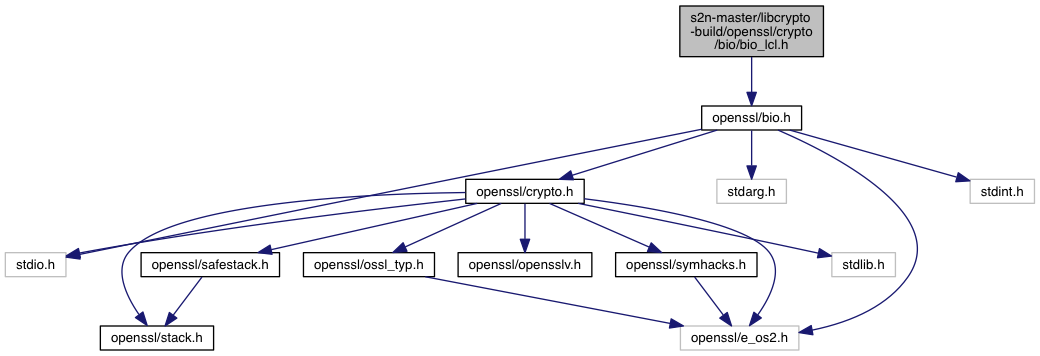 s2n-master/libcrypto
-build/openssl/crypto
/bio/bio_lcl.h
openssl/bio.h
openssl/crypto.h
stdarg.h
stdint.h
stdio.h
openssl/safestack.h
openssl/ossl_typ.h
openssl/opensslv.h
openssl/symhacks.h
stdlib.h
openssl/stack.h
openssl/e_os2.h